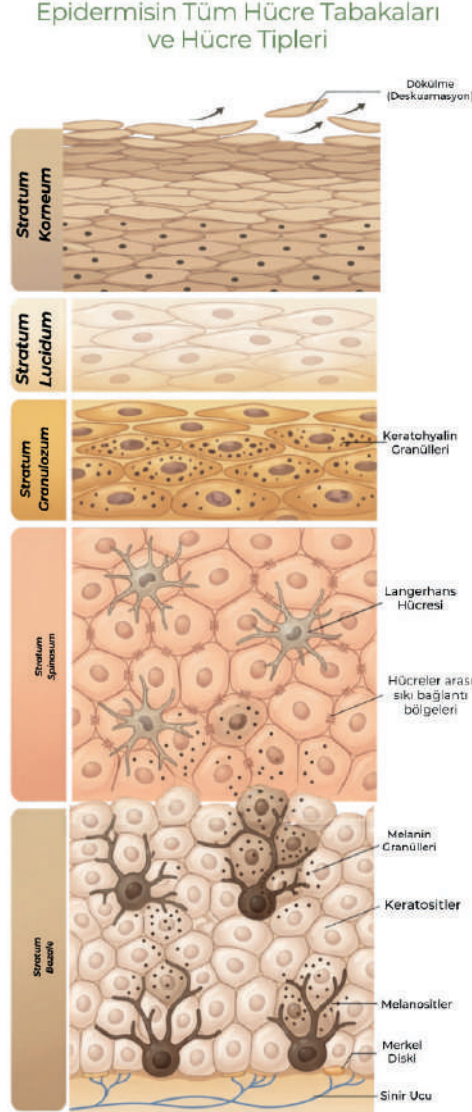 Epidermisin Tüm Hücre Tabakaları
ve Hücre Tipleri
Dökülme
(Deskuamasyon)
Stratum
Korneum
Stratum
Lucidum
Stratum
Granulozum
Keratohyalin
Granülleri
Stratum
Spinosum
Langerhans
Hücresi
Hücreler arası
sıkı bağlantı
bölgeleri
Stratum
Bazale
Melanin
Granülleri
Keratositler
Melanositler
Merkel
Diski
Sinir Ucu